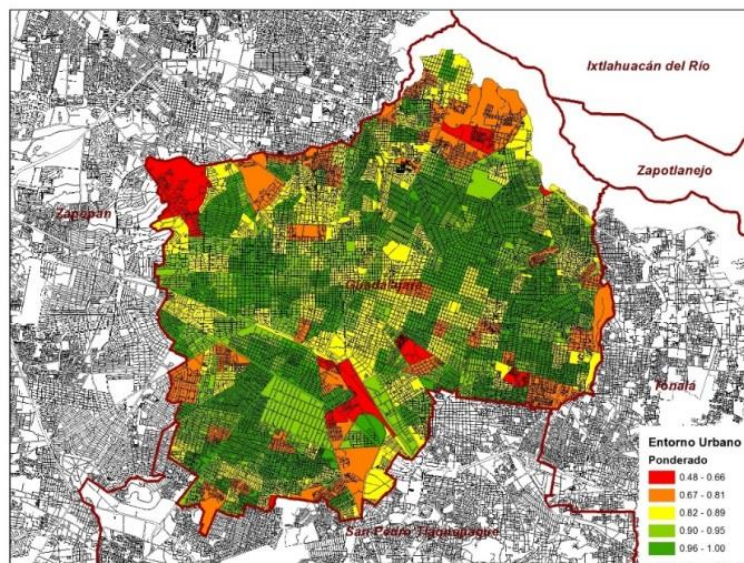 Ixtlahuacán del Río
Zapotlanejo
Zapopan
Guadalajara
Tonalá
San Pedro Tlaquepaque
Entorno Urbano
Ponderado
0.48 - 0.66
0.67 - 0.81
0.82 - 0.89
0.90 - 0.95
0.96 - 1.00